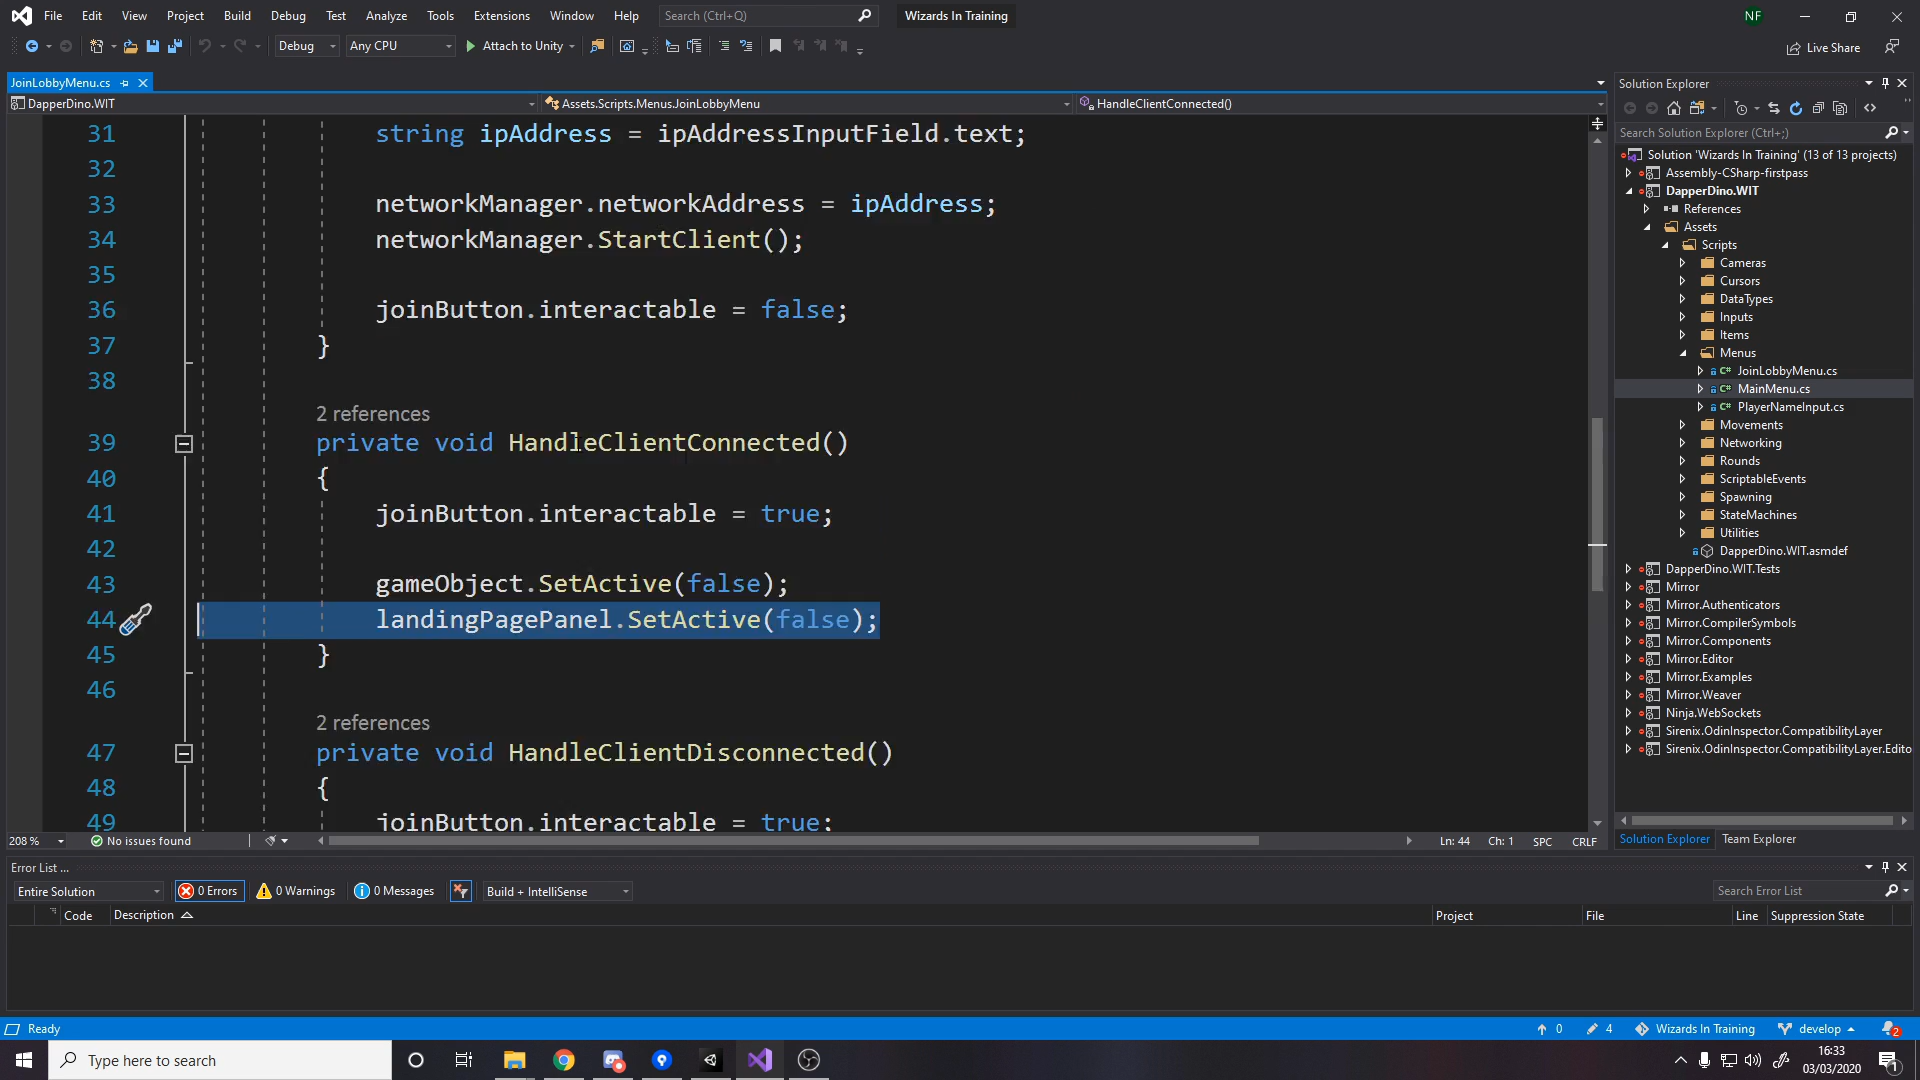 File Edit View Project Build Debug Test Analyze Tools Extensions Window Help Search (Ctrl+Q) Wizards In Training NF
Debug Any CPU Attach to Unity Live Share
JoinLobbyMenu.cs
DapperDino.WIT Assets.Scripts.Menus.JoinLobbyMenu HandleClientConnected()
31 string ipAddress = ipAddressInputField.text;
32
33 networkManager.networkAddress = ipAddress;
34 networkManager.StartClient();
35
36 joinButton.interactable = false;
37 }
38
2 references
39 private void HandleClientConnected()
40 {
41 joinButton.interactable = true;
42
43 gameObject.SetActive(false);
44 landingPagePanel.SetActive(false);
45 }
46
2 references
47 private void HandleClientDisconnected()
48 {
49 joinButton.interactable = true;
208 % No issues found Ln: 44 Ch: 1 SPC CRLF
Solution Explorer
Search Solution Explorer (Ctrl+;)
Solution 'Wizards In Training' (13 of 13 projects)
Assembly-CSharp-firstpass
DapperDino.WIT
References
Assets
Scripts
Cameras
Cursors
DataTypes
Inputs
Items
Menus
JoinLobbyMenu.cs
MainMenu.cs
PlayerNameInput.cs
Movements
Networking
Rounds
ScriptableEvents
Spawning
StateMachines
Utilities
DapperDino.WIT.asmdef
DapperDino.WIT.Tests
Mirror
Mirror.Authenticators
Mirror.CompilerSymbols
Mirror.Components
Mirror.Editor
Mirror.Examples
Mirror.Weaver
Ninja.WebSockets
Sirenix.OdinInspector.CompatibilityLayer
Sirenix.OdinInspector.CompatibilityLayer.Edito
Solution Explorer Team Explorer
Error List ...
Entire Solution 0 Errors 0 Warnings 0 Messages Build + IntelliSense Search Error List
Code Description Project File Line Suppression State
Ready 0 4 Wizards In Training develop 2
Type here to search 16:33
03/03/2020 1